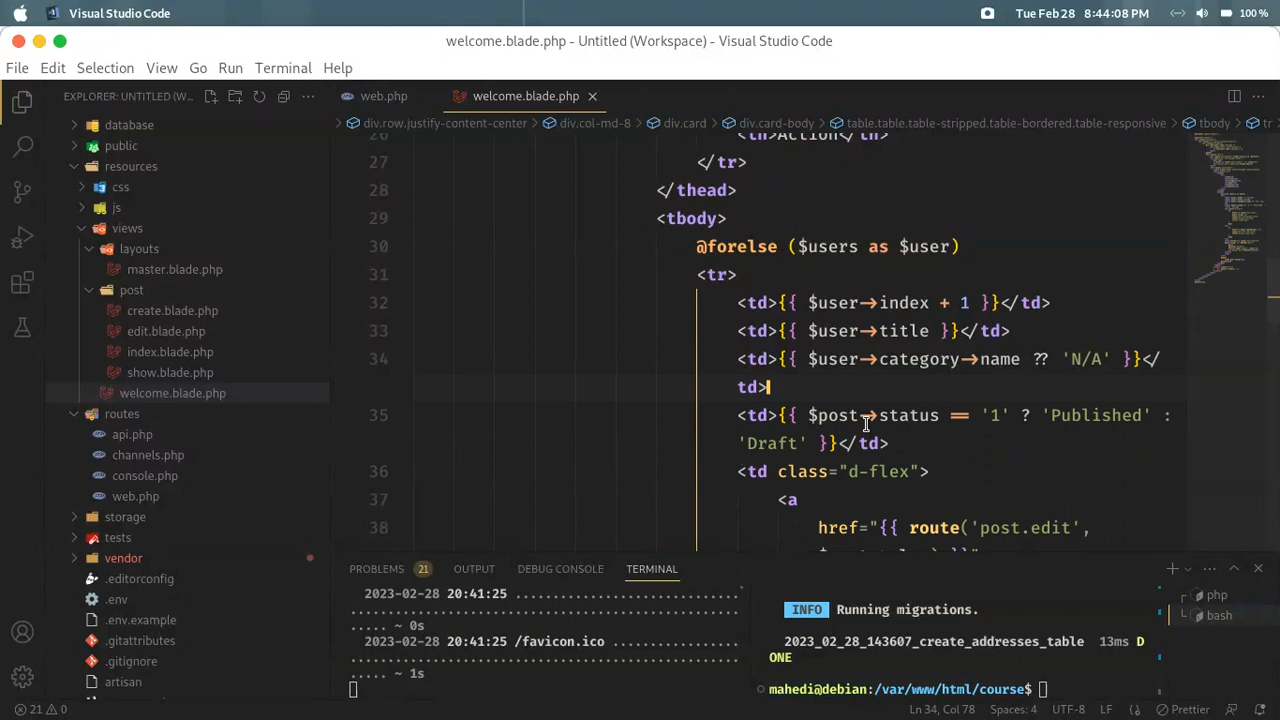 Visual Studio Code
Tue Feb 28 8:44:08 PM
100 %
welcome.blade.php - Untitled (Workspace) - Visual Studio Code
File Edit Selection View Go Run Terminal Help
EXPLORER: UNTITLED (W...
web.php
welcome.blade.php
div.row.justify-content-center
div.col-md-8
div.card
div.card-body
table.table.table-stripped.table-bordered.table-responsive
tbody
tr
database
public
resources
css
js
views
layouts
master.blade.php
post
create.blade.php
edit.blade.php
index.blade.php
show.blade.php
welcome.blade.php
routes
api.php
channels.php
console.php
web.php
storage
tests
vendor
.editorconfig
.env
.env.example
.gitattributes
.gitignore
artisan
26 <th>Action</th>
27 </tr>
28 </thead>
29 <tbody>
30 @forelse ($users as $user)
31 <tr>
32 <td>{{ $user->index + 1 }}</td>
33 <td>{{ $user->title }}</td>
34 <td>{{ $user->category->name ?? 'N/A' }}</
td>
35 <td>{{ $post->status == '1' ? 'Published' :
'Draft' }}</td>
36 <td class="d-flex">
37 <a
38 href="{{ route('post.edit',
PROBLEMS 21 OUTPUT DEBUG CONSOLE TERMINAL
2023-02-28 20:41:25 ................................
.......................................................
..... ~ 0s
2023-02-28 20:41:25 /favicon.ico ...................
.......................................................
..... ~ 1s
INFO Running migrations.
2023_02_28_143607_create_addresses_table 13ms D
ONE
mahedi@debian:/var/www/html/course$
php
bash
21 0
Ln 34, Col 78 Spaces: 4 UTF-8 LF Prettier